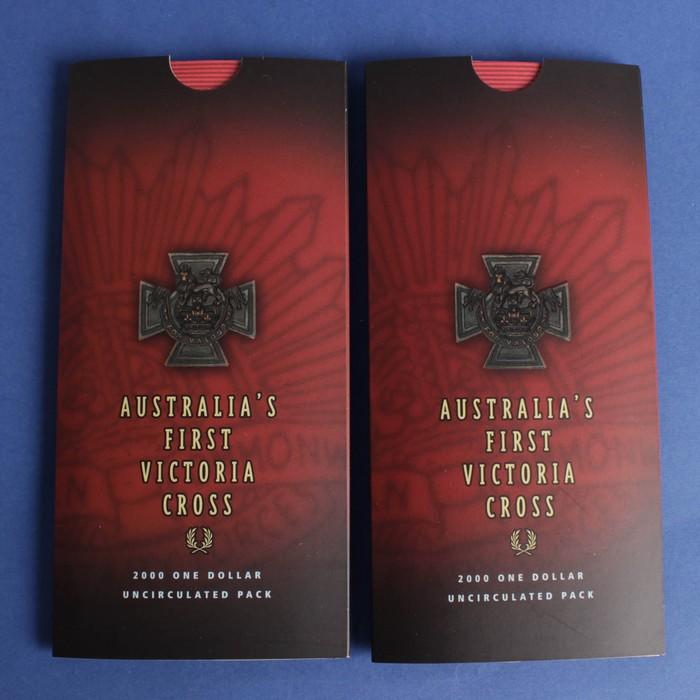 AUSTRALIA'S
FIRST
VICTORIA
CROSS
2000 ONE DOLLAR
UNCIRCULATED PACK
AUSTRALIA'S
FIRST
VICTORIA
CROSS
2000 ONE DOLLAR
UNCIRCULATED PACK